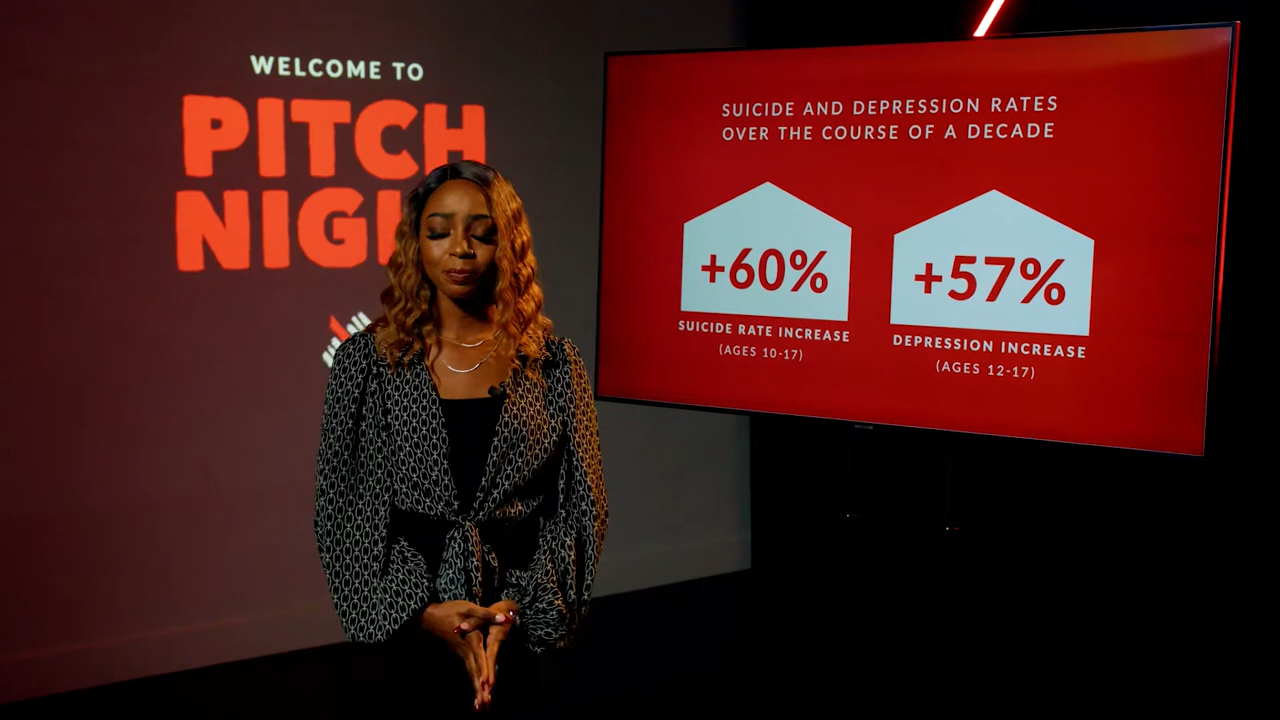 WELCOME TO
PITCH
NIGH
SUICIDE AND DEPRESSION RATES
OVER THE COURSE OF A DECADE
+60%
SUICIDE RATE INCREASE
(AGES 10-17)
+57%
DEPRESSION INCREASE
(AGES 12-17)